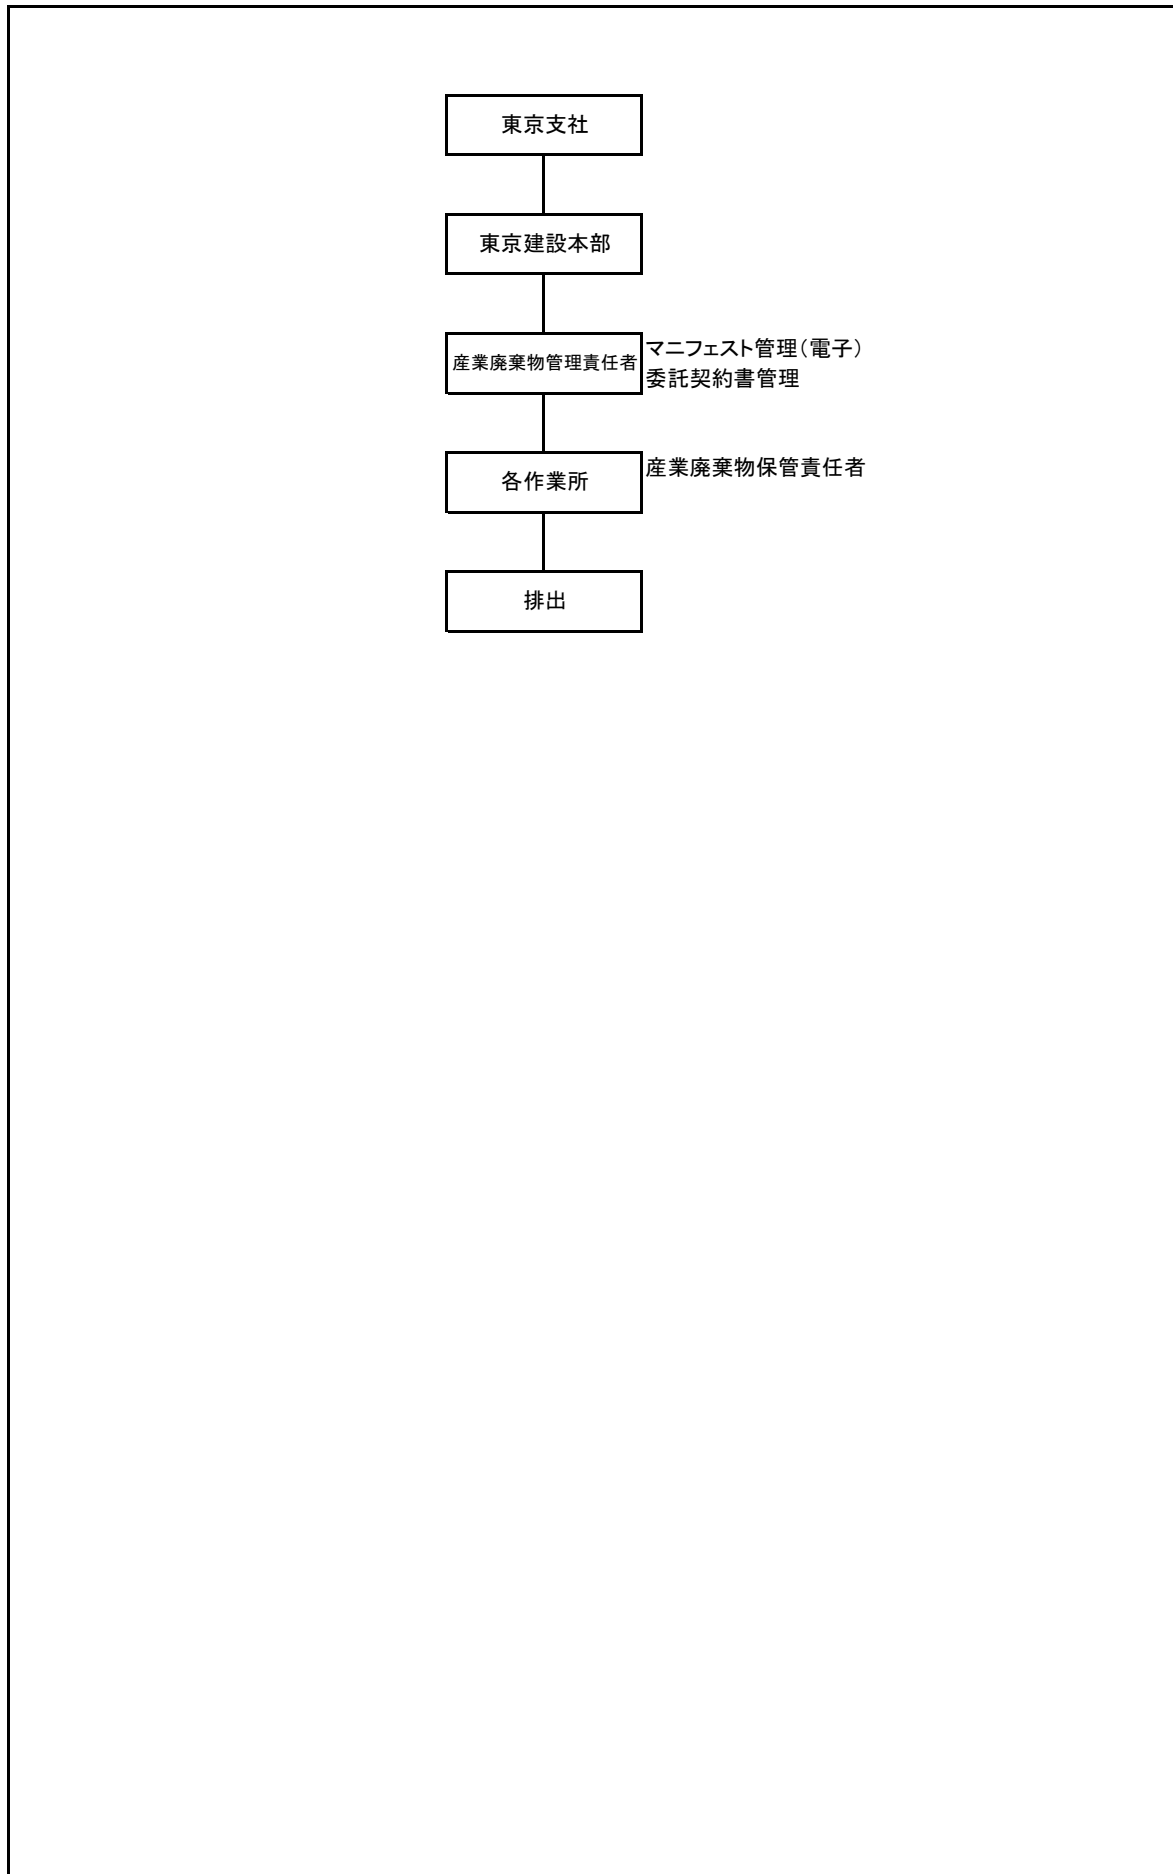 東京支社
東京建設本部
産業廃棄物管理責任者
マニフェスト管理（電子）
委託契約書管理
各作業所
産業廃棄物保管責任者
排出